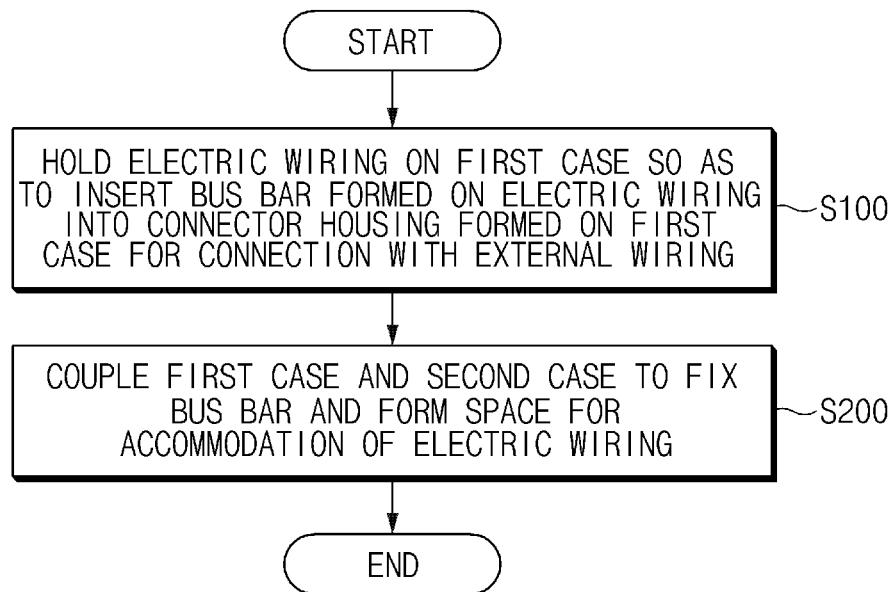 START
HOLD ELECTRIC WIRING ON FIRST CASE SO AS
TO INSERT BUS BAR FORMED ON ELECTRIC WIRING
INTO CONNECTOR HOUSING FORMED ON FIRST
CASE FOR CONNECTION WITH EXTERNAL WIRING
S100
COUPLE FIRST CASE AND SECOND CASE TO FIX
BUS BAR AND FORM SPACE FOR
ACCOMMODATION OF ELECTRIC WIRING
S200
END